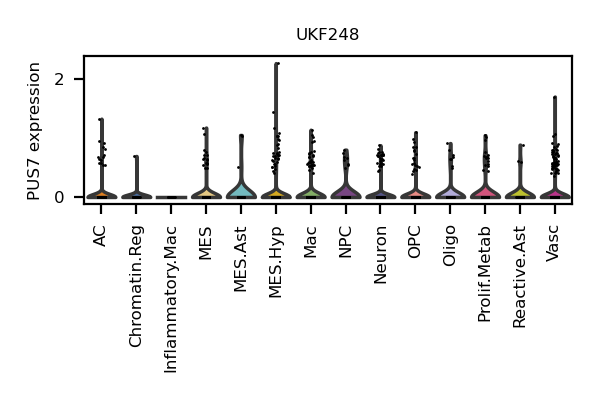 UKF248
PUS7 expression
2
0
AC
Chromatin.Reg
Inflammatory.Mac
MES
MES.Ast
MES.Hyp
Mac
NPC
Neuron
OPC
Oligo
Prolif.Metab
Reactive.Ast
Vasc